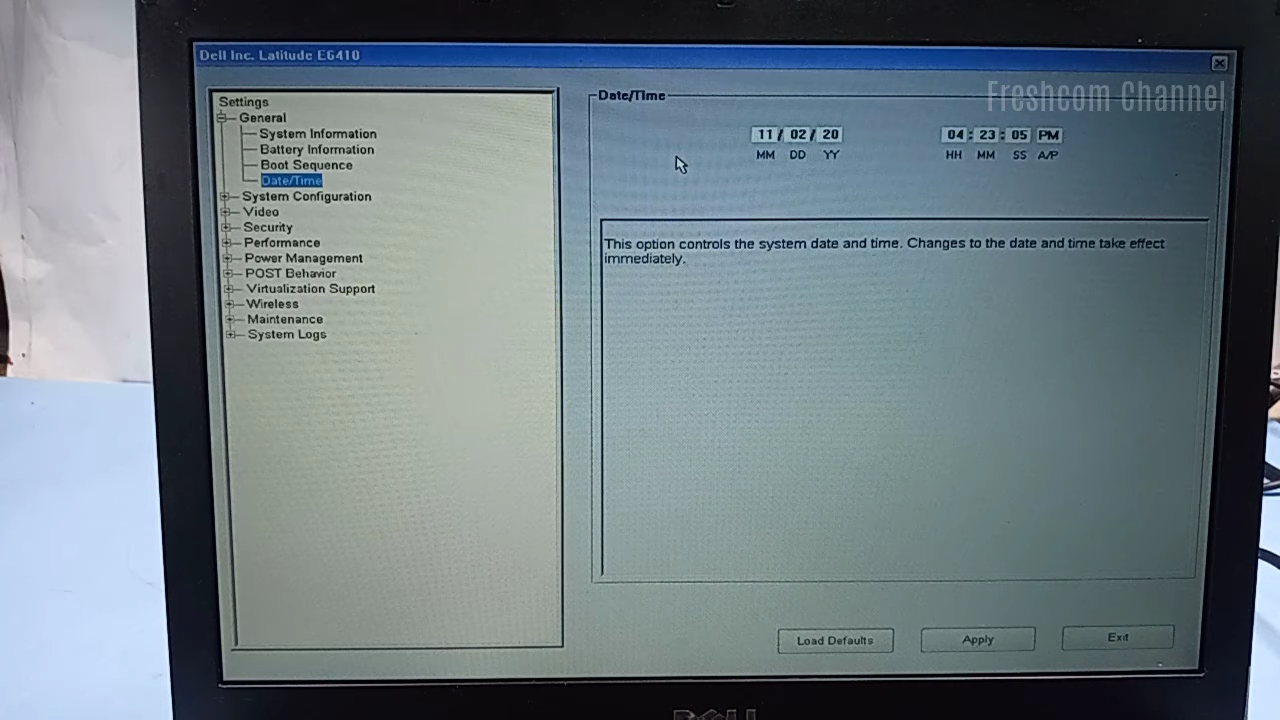 Dell Inc. Latitude E6410
Freshcom Channel
Settings
General
System Information
Battery Information
Boot Sequence
Date/Time
System Configuration
Video
Security
Performance
Power Management
POST Behavior
Virtualization Support
Wireless
Maintenance
System Logs
Date/Time
11 / 02 / 20
MM DD YY
04 : 23 : 05 PM
HH MM SS A/P
This option controls the system date and time. Changes to the date and time take effect
immediately.
Load Defaults
Apply
Exit
DELL